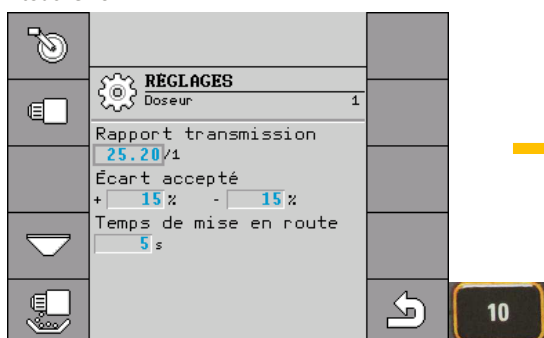 RÉGLAGES
Doseur 1
Rapport transmission
25.20/1
Écart accepté
+ 15 % - 15 %
Temps de mise en route
5 s
10